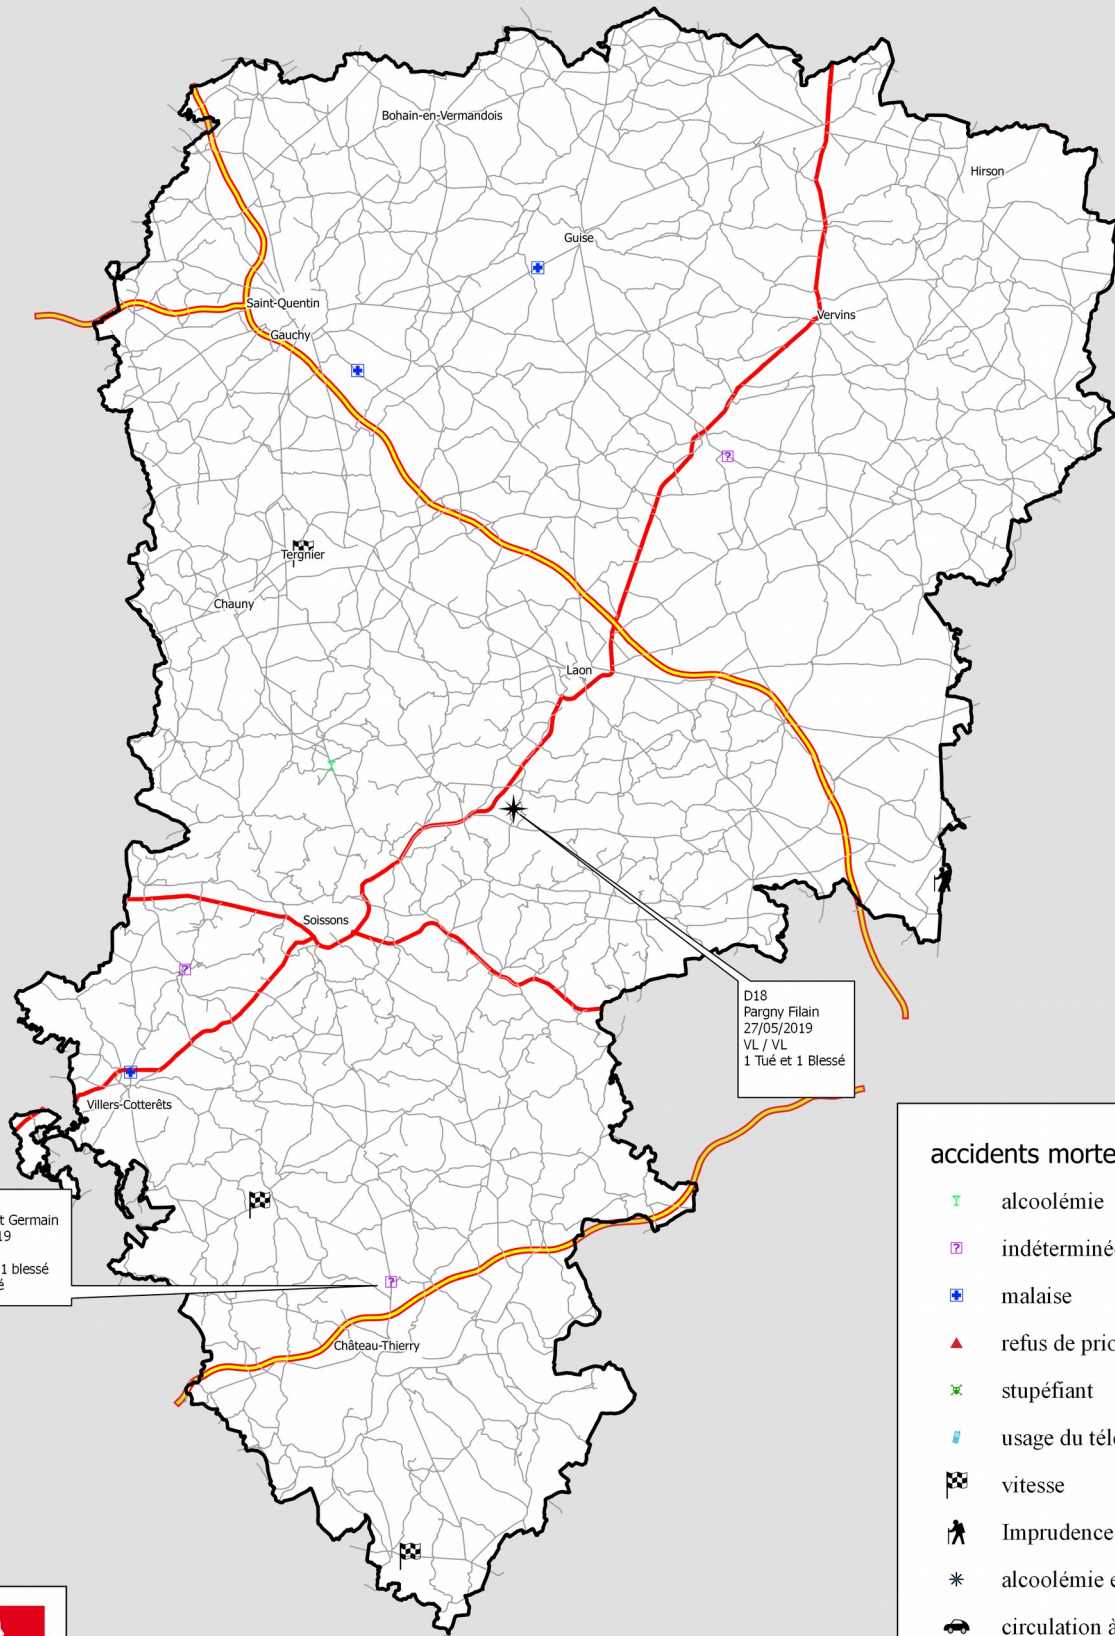 Bohain-en-Vermandois
Hirson
Guise
Saint-Quentin
Vervins
Gauchy
Tergnier
Chauny
Laon
Soissons
D18
Pargny Filain
27/05/2019
VL / VL
1 Tué et 1 Blessé
Villers-Cotterêts
t Germain
19
1 blessé
é
Château-Thierry
accidents morte
alcoolémie
? indéterminé
malaise
refus de prio
stupéfiant
usage du télé
vitesse
Imprudence
alcoolémie e
circulation à